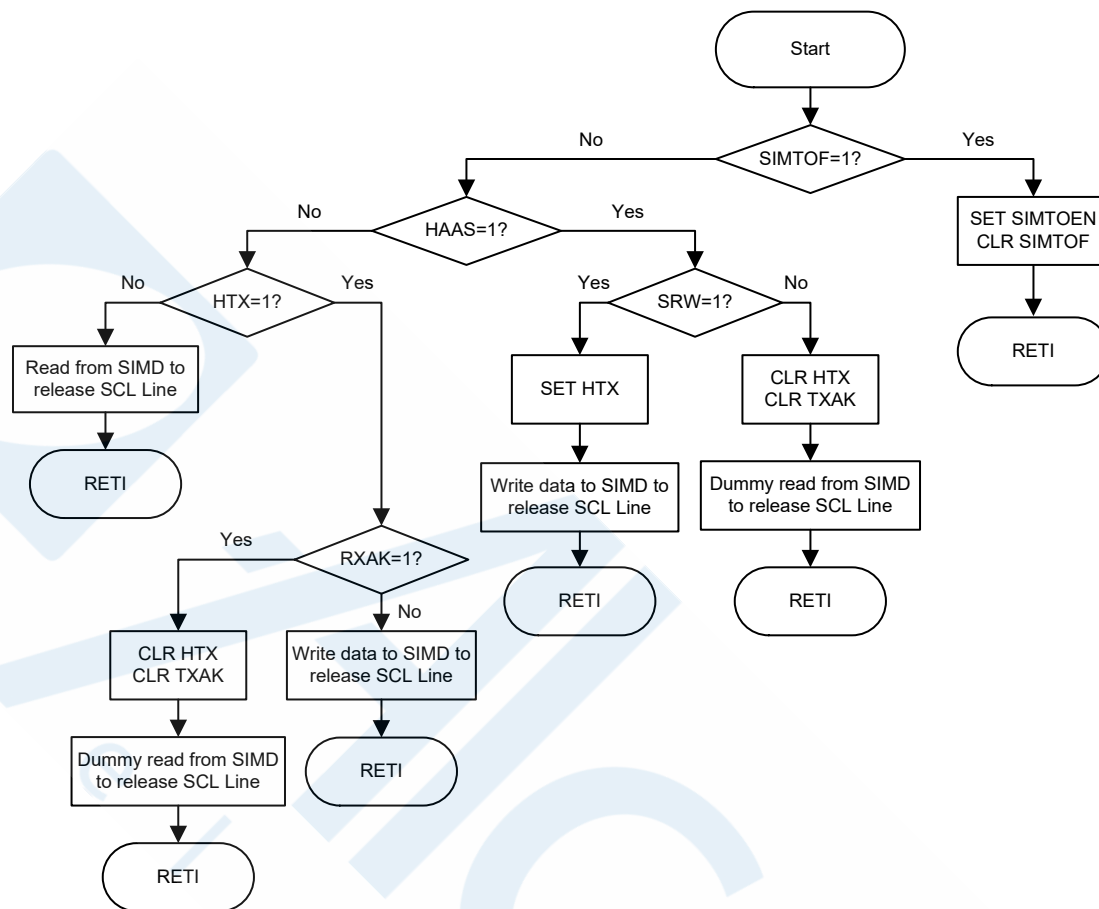 Start
No
SIMTOF=1?
Yes
No
HAAS=1?
Yes
SET SIMTOEN
CLR SIMTOF
No
HTX=1?
Yes
Yes
SRW=1?
No
RETI
Read from SIMD to
release SCL Line
SET HTX
CLR HTX
CLR TXAK
RETI
Write data to SIMD to
release SCL Line
Dummy read from SIMD
to release SCL Line
Yes
RXAK=1?
No
RETI
RETI
CLR HTX
CLR TXAK
Write data to SIMD to
release SCL Line
Dummy read from SIMD
to release SCL Line
RETI
RETI